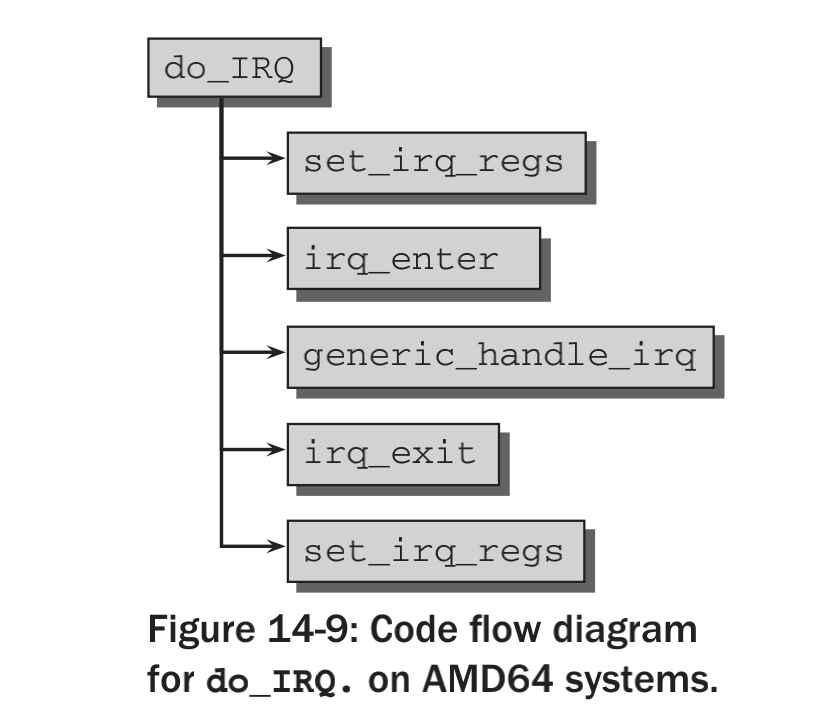 do_IRQ
set_irq_regs
irq_enter
generic_handle_irq
irq_exit
set_irq_regs
Figure 14-9: Code flow diagram
for do_IRQ. on AMD64 systems.